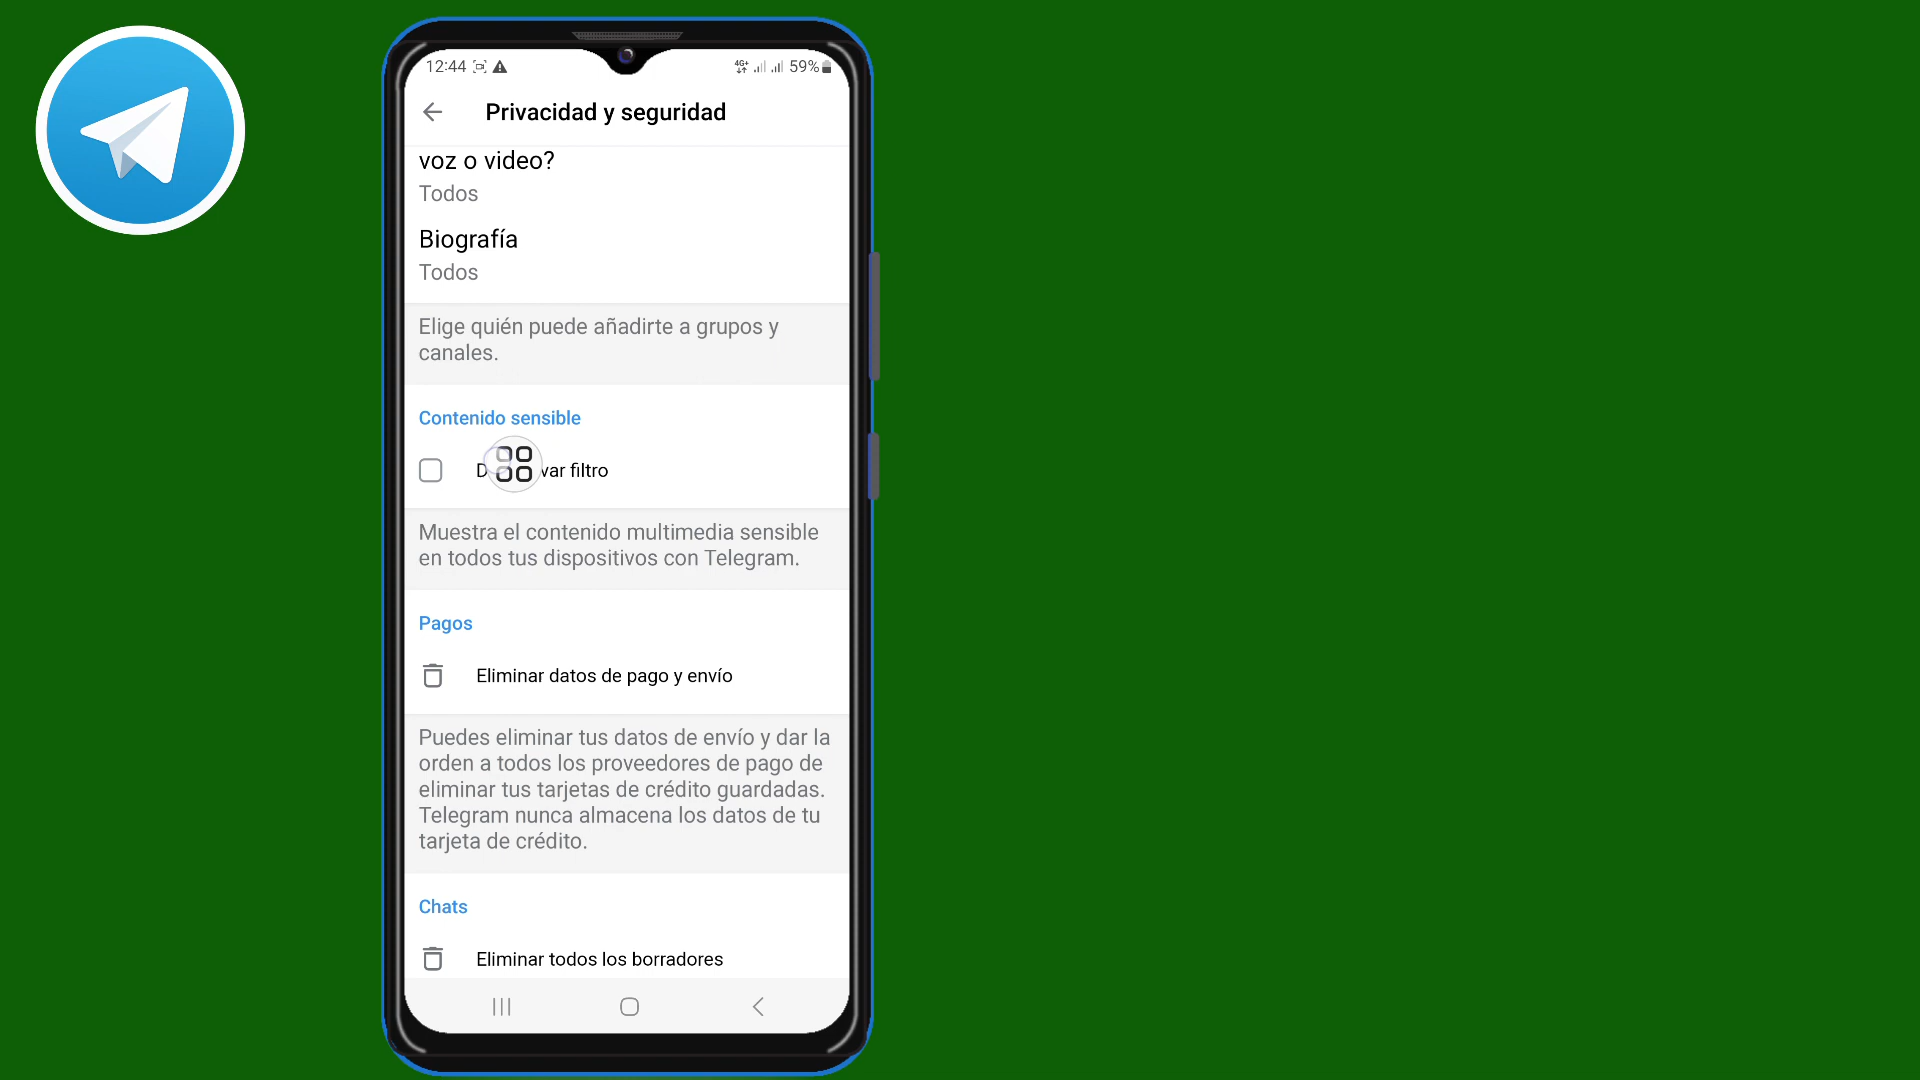 12:44
4G+
59%
Privacidad y seguridad
voz o video?
Todos
Biografía
Todos
Elige quién puede añadirte a grupos y
canales.
Contenido sensible
filtro
Muestra el contenido multimedia sensible
en todos tus dispositivos con Telegram.
Pagos
Eliminar datos de pago y envío
Puedes eliminar tus datos de envío y dar la
orden a todos los proveedores de pago de
eliminar tus tarjetas de crédito guardadas.
Telegram nunca almacena los datos de tu
tarjeta de crédito.
Chats
Eliminar todos los borradores